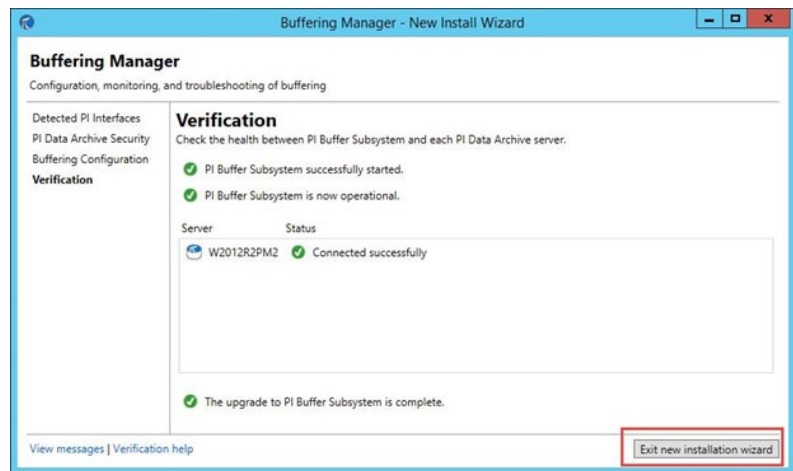 Buffering Manager - New Install Wizard
Buffering Manager
Configuration, monitoring, and troubleshooting of buffering
Detected PI Interfaces
PI Data Archive Security
Buffering Configuration
Verification
Verification
Check the health between PI Buffer Subsystem and each PI Data Archive server.
PI Buffer Subsystem successfully started.
PI Buffer Subsystem is now operational.
Server Status
W2012R2PM2 Connected successfully
The upgrade to PI Buffer Subsystem is complete.
View messages | Verification help
Exit new installation wizard